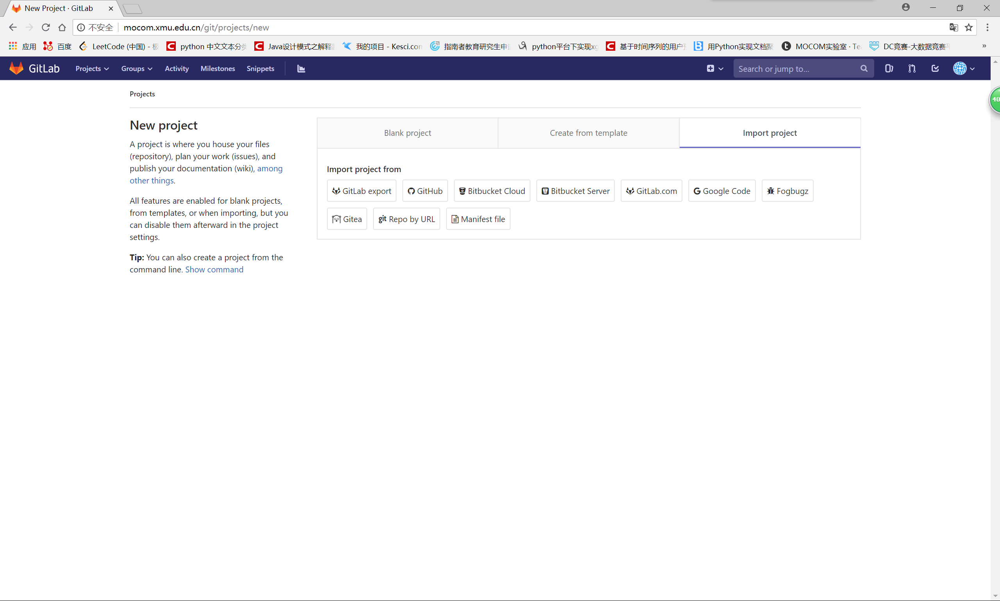 New Project · GitLab
不安全 mocom.xmu.edu.cn/git/projects/new
应用 百度 LeetCode (中国) - 极 python 中文文本分类 Java设计模式之解释 我的项目 - Kesci.com 指南者教育研究生申 python平台下实现xg 基于时间序列的用户 用Python实现文档聚 MOCOM实验室 · Te DC竞赛-大数据竞赛 »
GitLab Projects Groups Activity Milestones Snippets Search or jump to...
40
Projects
New project
A project is where you house your files
(repository), plan your work (issues), and
publish your documentation (wiki), among
other things.
All features are enabled for blank projects,
from templates, or when importing, but you
can disable them afterward in the project
settings.
Tip: You can also create a project from the
command line. Show command
Blank project Create from template Import project
Import project from
GitLab export GitHub Bitbucket Cloud Bitbucket Server GitLab.com Google Code Fogbugz
Gitea git Repo by URL Manifest file